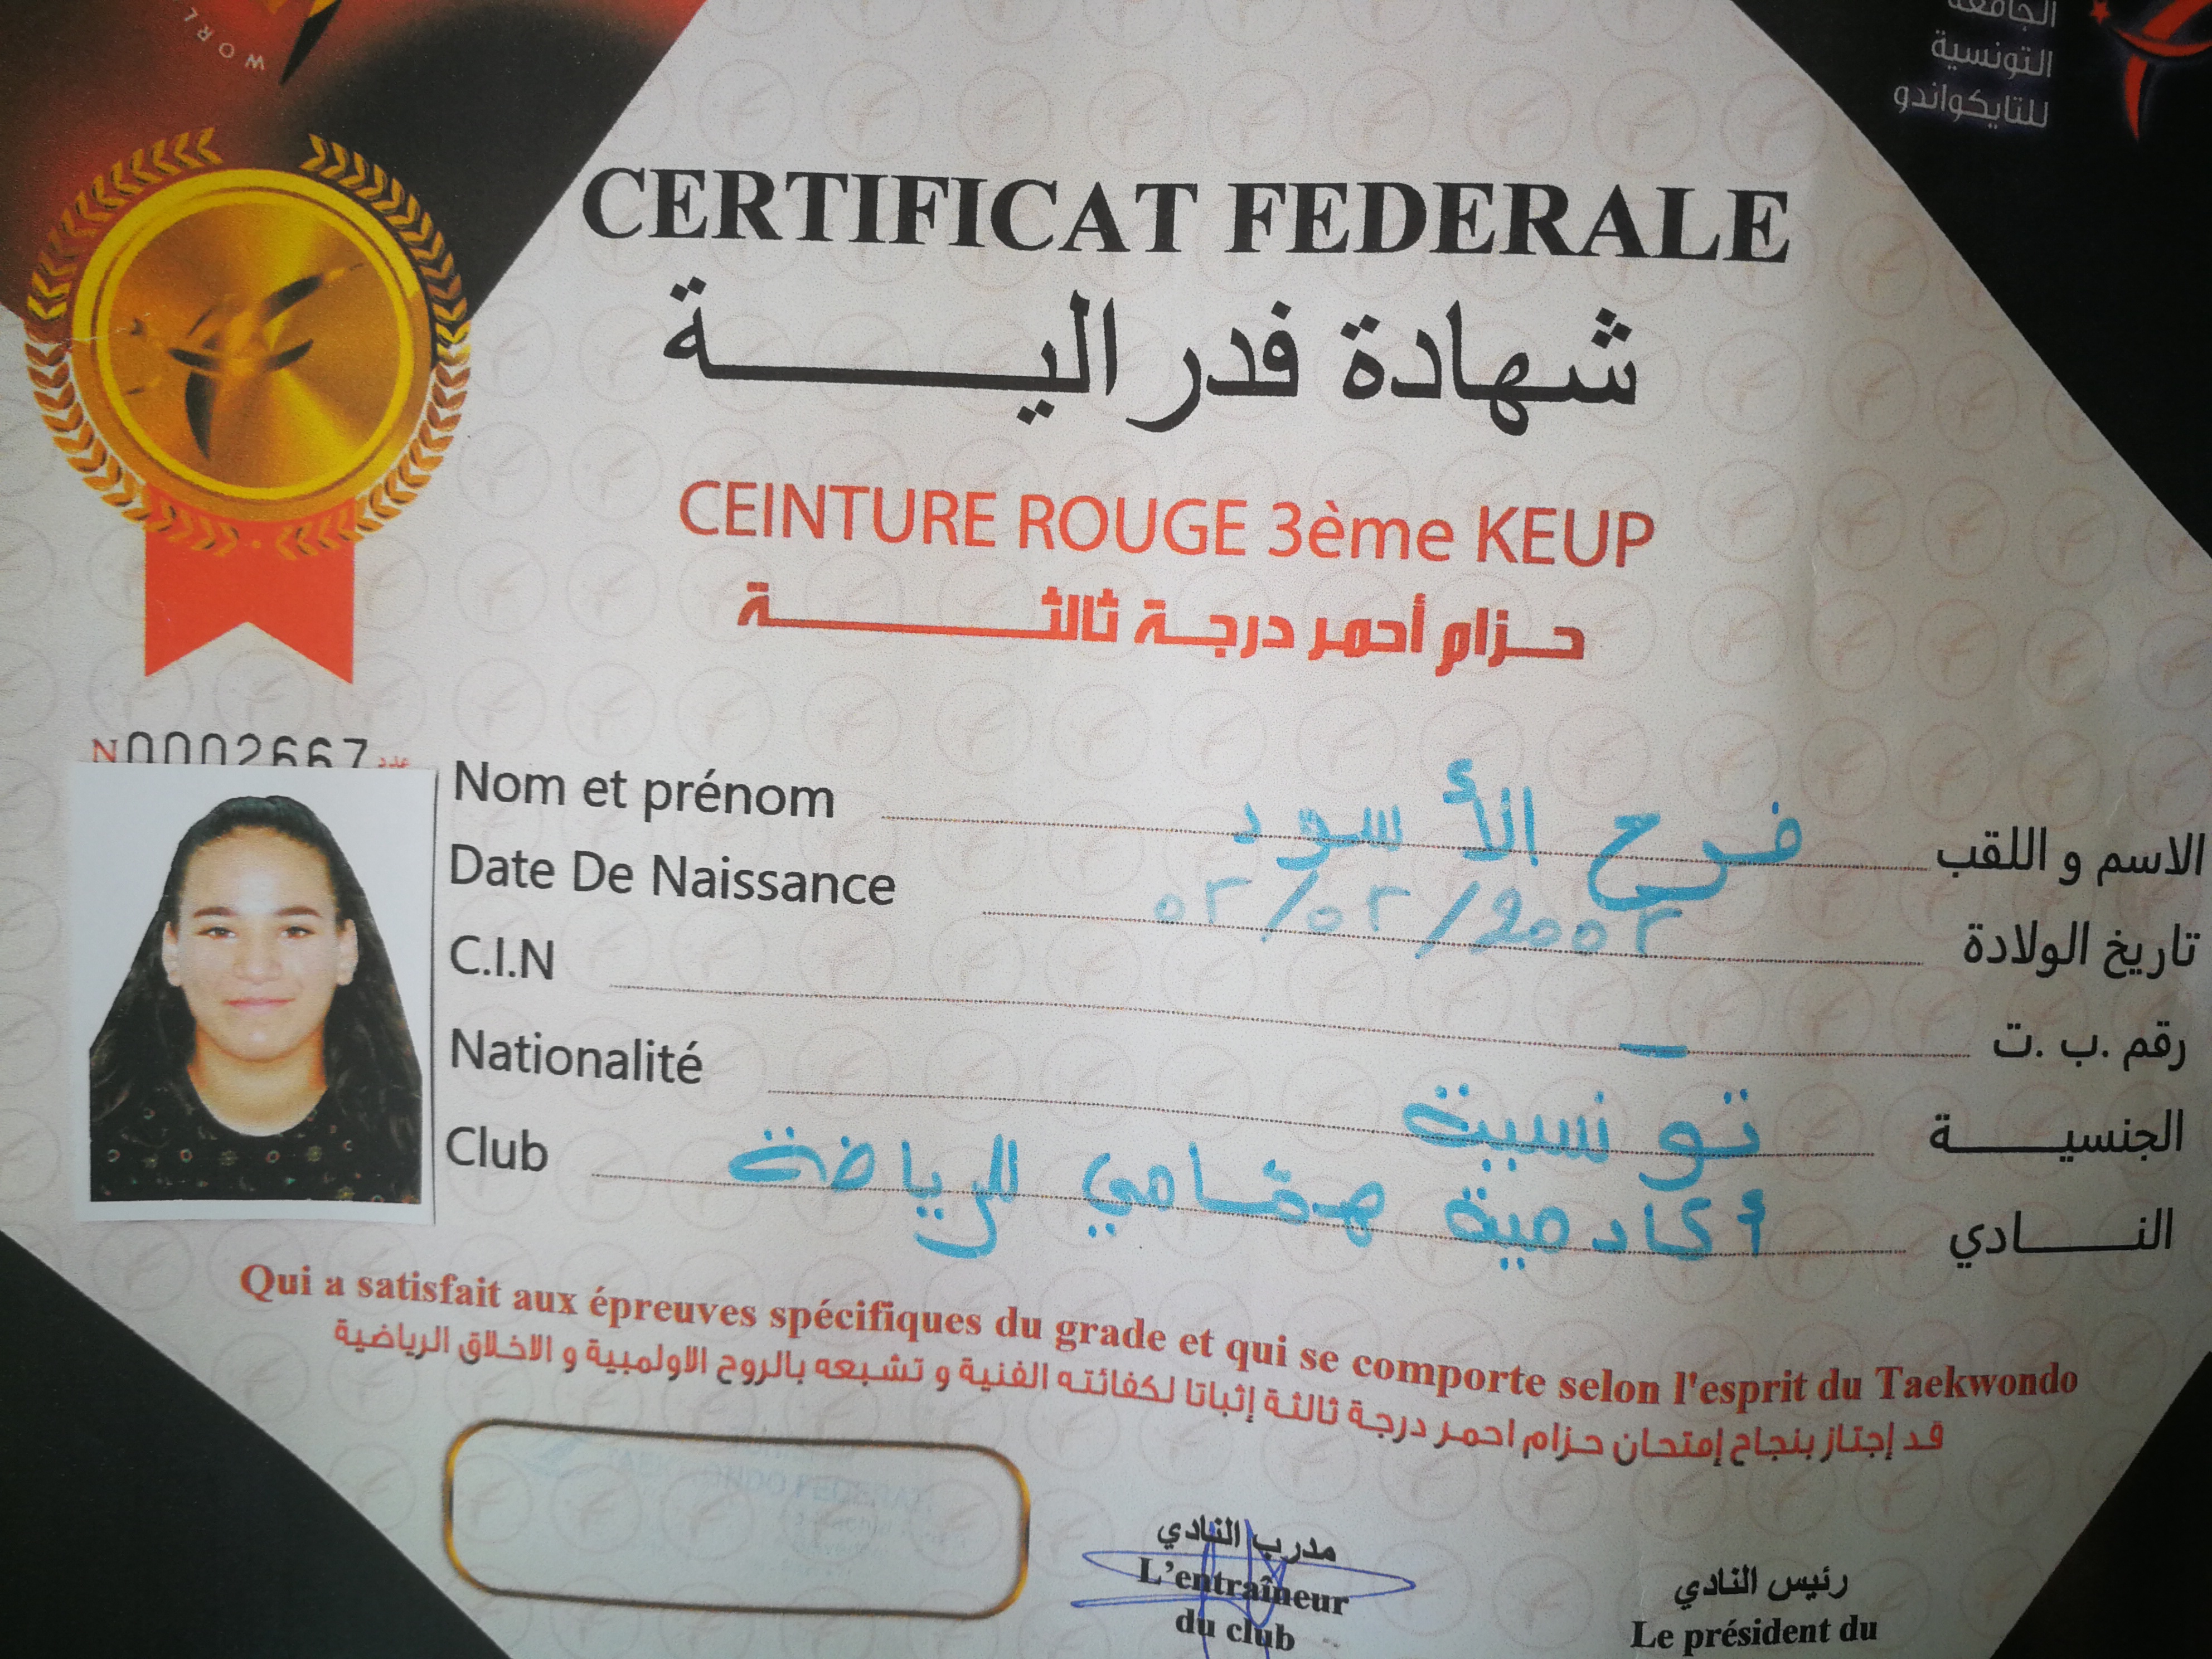 WORL
الجامعة
التونسية
للتايكواندو
CERTIFICAT FEDERALE
شهادة فدرالية
CEINTURE ROUGE 3ème KEUP
حزام أحمر درجة ثالثة
N0002667 عدد
Nom et prénom فرح الأسود الاسم و اللقب
Date De Naissance 02/02/2002 تاريخ الولادة
C.I.N - رقم ب. ت.
Nationalité تونسية الجنسية
Club أكادمية همامي للرياضة النادي
Qui a satisfait aux épreuves spécifiques du grade et qui se comporte selon l'esprit du Taekwondo
قد إجتاز بنجاح إمتحان حزام احمر درجة ثالثة إثباتا لكفائته الفنية و تشبعه بالروح الاولمبية و الاخلاق الرياضية
مدرب النادي
L'entraîneur
du club
رئيس النادي
Le président du